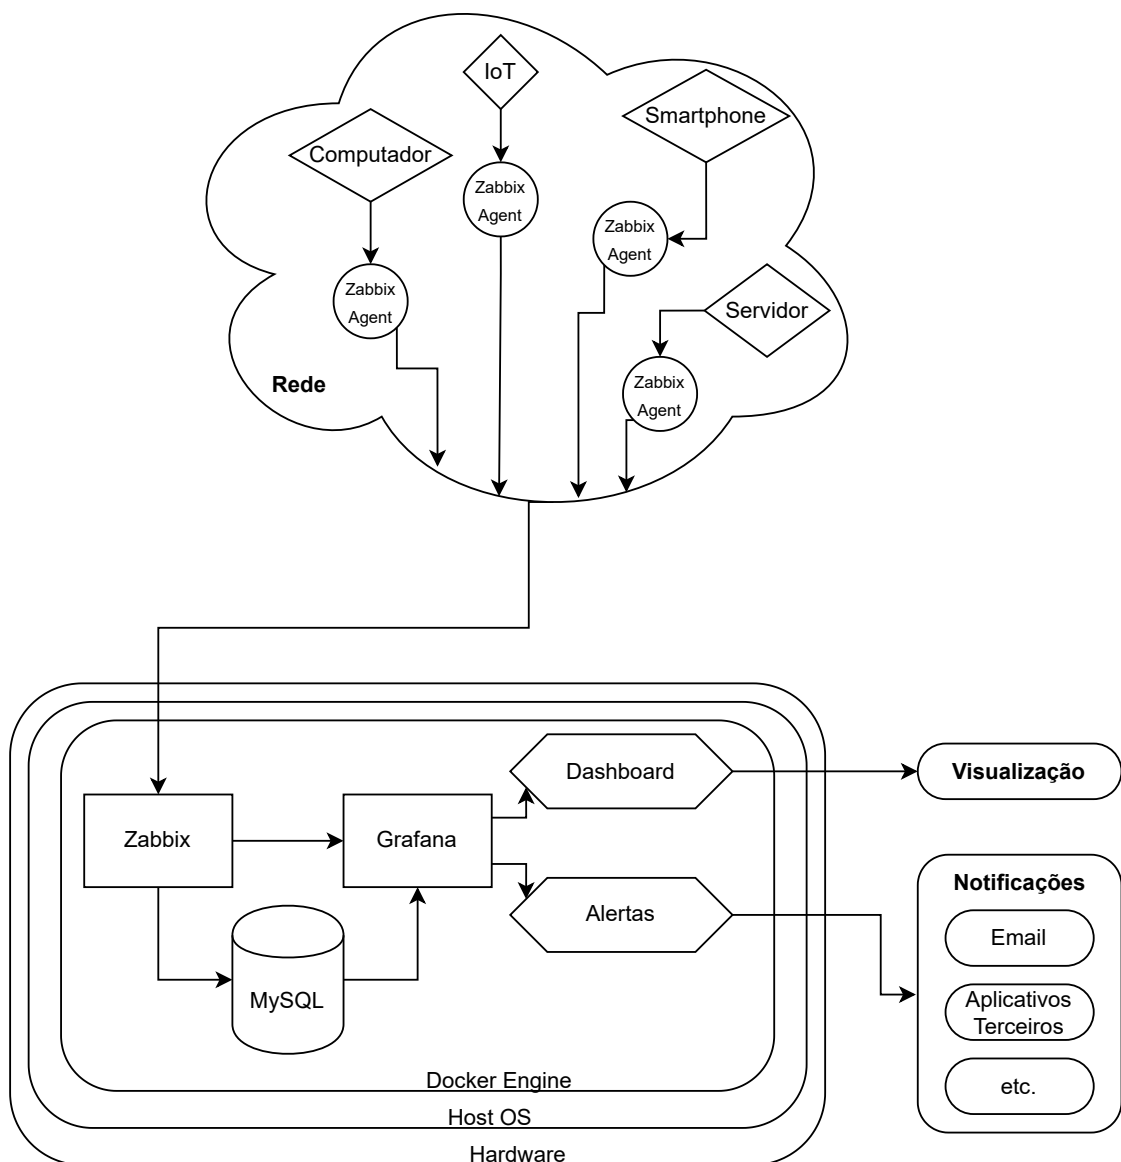 IoT
Smartphone
Computador
Zabbix
Agent
Zabbix
Agent
Zabbix
Agent
Servidor
Zabbix
Agent
Rede
Zabbix
Agent
Dashboard
Visualização
Zabbix
Grafana
Notificações
Alertas
Email
MySQL
Aplicativos
Terceiros
Docker Engine
etc.
Host OS
Hardware